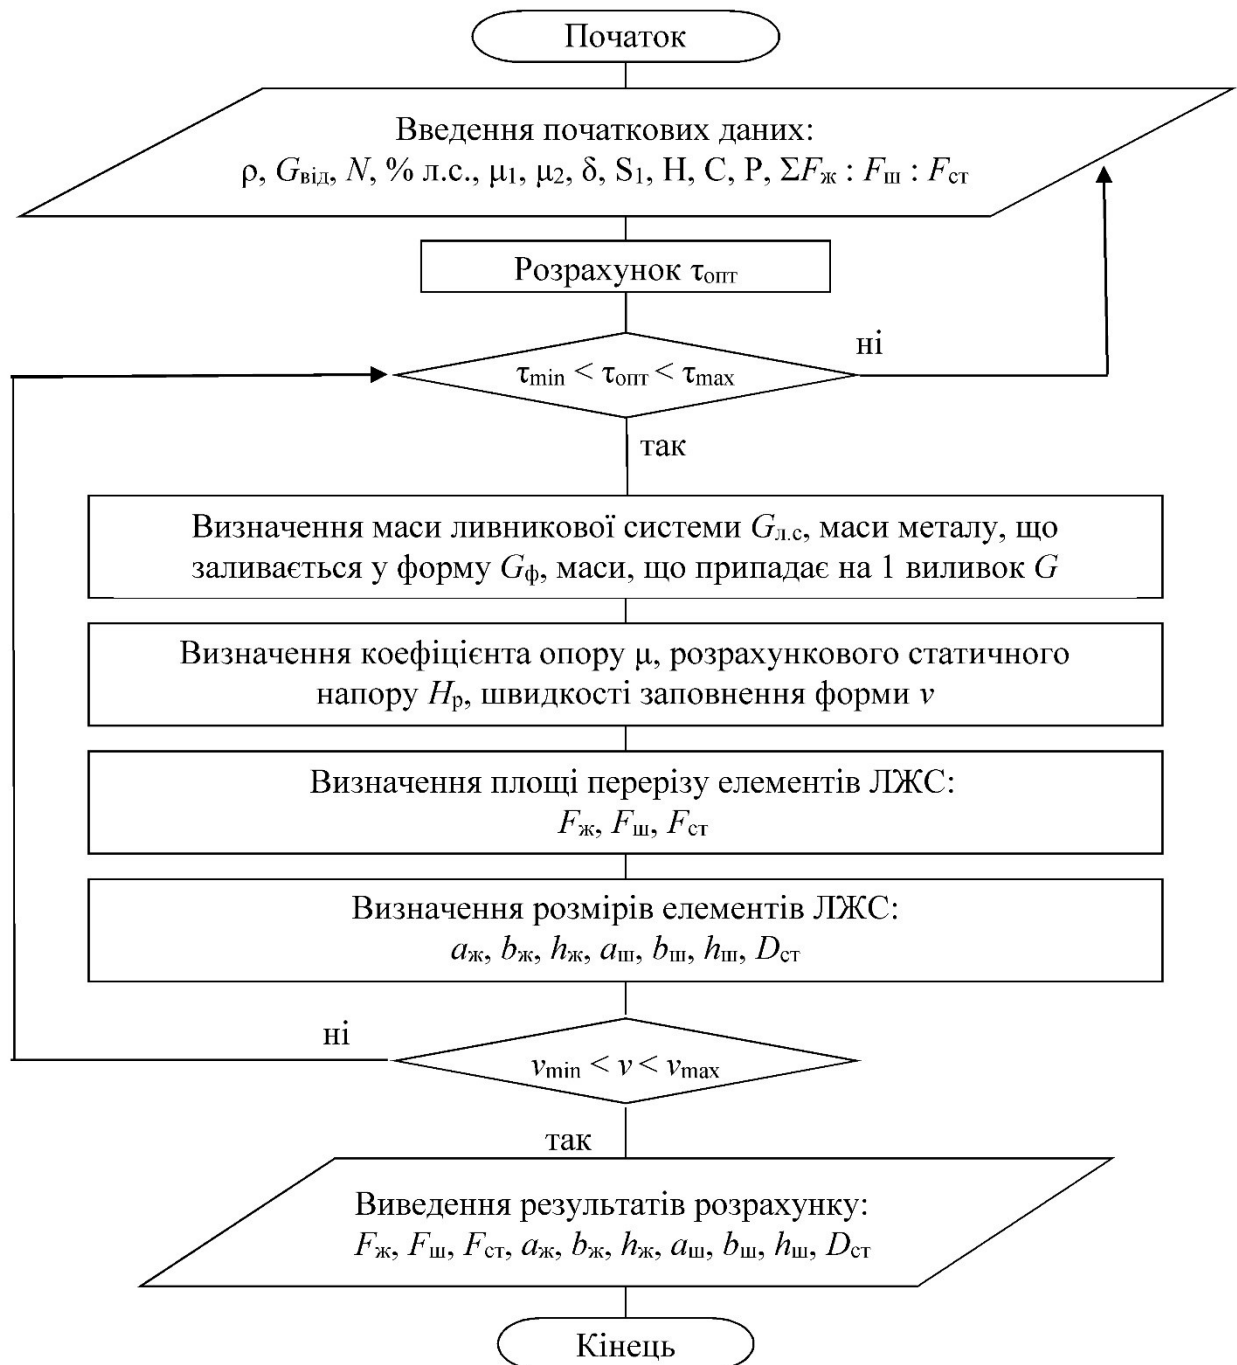 Початок
Введення початкових даних:
ρ, Gвід, N, % л.с., μ1, μ2, δ, S1, H, C, P, ΣFж : Fш : Fст
Розрахунок τопт
ні
τmin < τопт < τmax
так
Визначення маси ливникової системи Gл.с, маси металу, що
заливається у форму Gф, маси, що припадає на 1 виливок G
Визначення коефіцієнта опору μ, розрахункового статичного
напору Hр, швидкості заповнення форми v
Визначення площі перерізу елементів ЛЖС:
Fж, Fш, Fст
Визначення розмірів елементів ЛЖС:
aж, bж, hж, aш, bш, hш, Dст
ні
vmin < v < vmax
так
Виведення результатів розрахунку:
Fж, Fш, Fст, aж, bж, hж, aш, bш, hш, Dст
Кінець